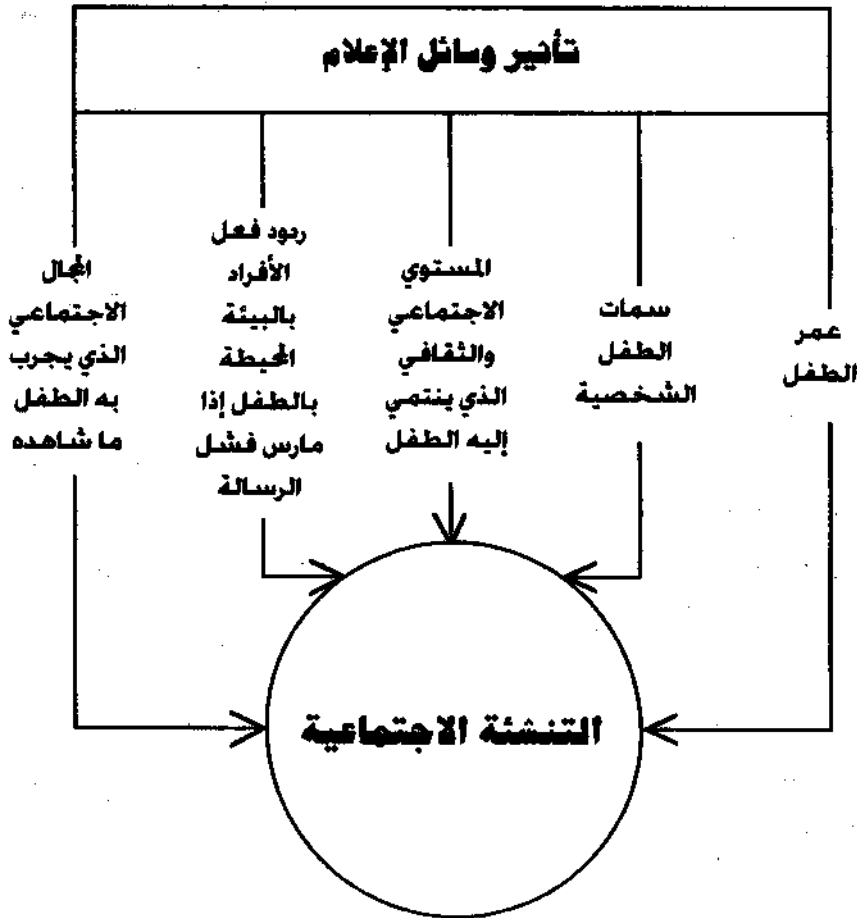 تأثير وسائل الإعلام
عمر
الطفل
سمات
الطفل
الشخصية
المستوي
الاجتماعي
والثقافي
الذي ينتمي
إليه الطفل
ردود فعل
الأفراد
بالبيئة
المحيطة
بالطفل إذا
مارس فشل
الرسالة
المجال
الاجتماعي
الذي يجرب
به الطفل
ما شاهده
التنشئة الاجتماعية